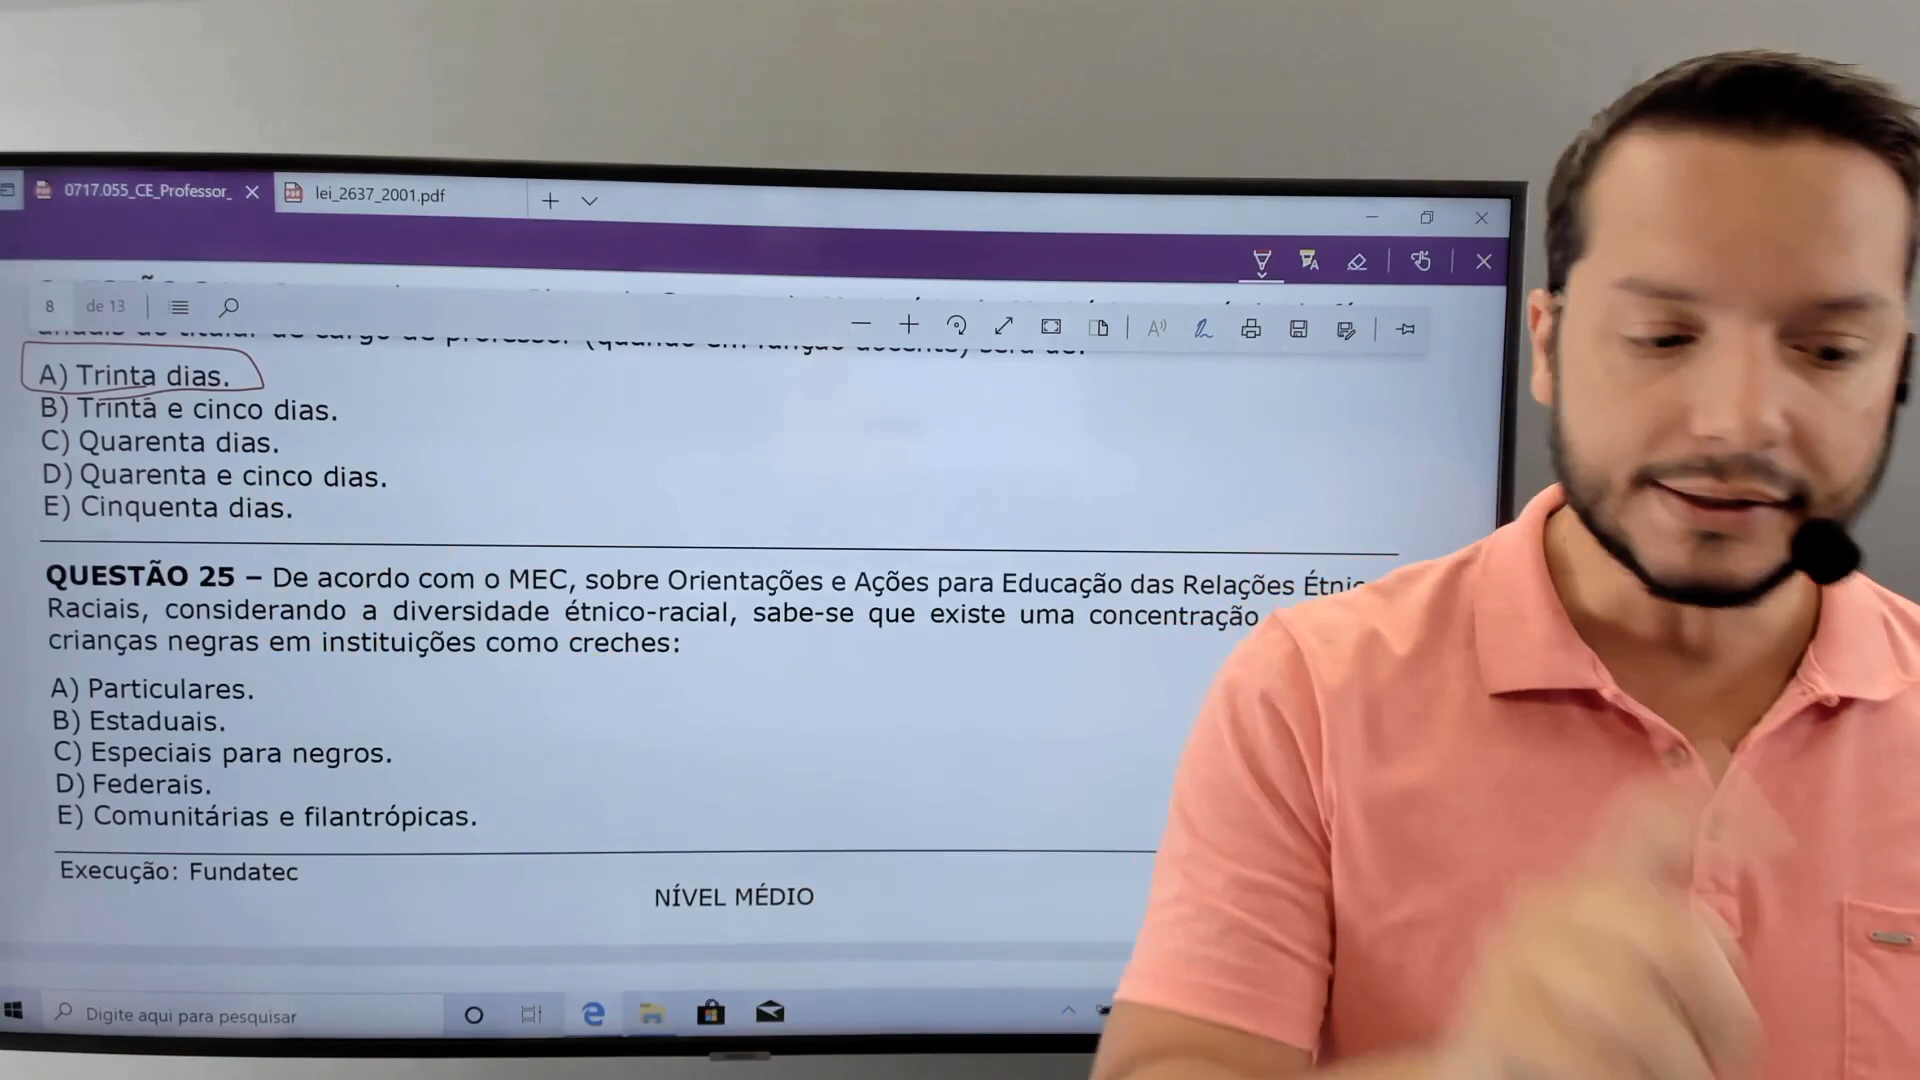 0717.055_CE_Professor_
lei_2637_2001.pdf
8 de 13
A) Trinta dias.
B) Trinta e cinco dias.
C) Quarenta dias.
D) Quarenta e cinco dias.
E) Cinquenta dias.
QUESTÃO 25 – De acordo com o MEC, sobre Orientações e Ações para Educação das Relações
Raciais, considerando a diversidade étnico-racial, sabe-se que existe uma concentração
crianças negras em instituições como creches:
A) Particulares.
B) Estaduais.
C) Especiais para negros.
D) Federais.
E) Comunitárias e filantrópicas.
Execução: Fundatec
NÍVEL MÉDIO
Digite aqui para pesquisar